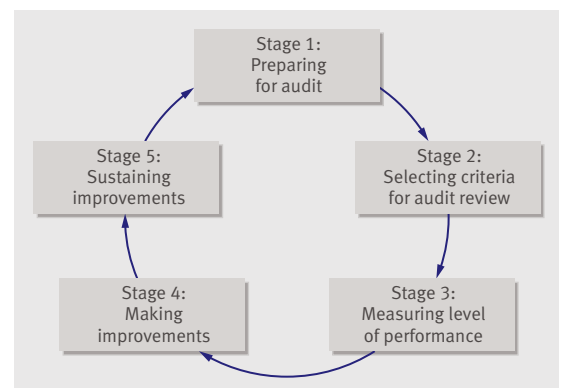 Stage 1:
Preparing
for audit
Stage 2:
Selecting criteria
for audit review
Stage 3:
Measuring level
of performance
Stage 4:
Making
improvements
Stage 5:
Sustaining
improvements